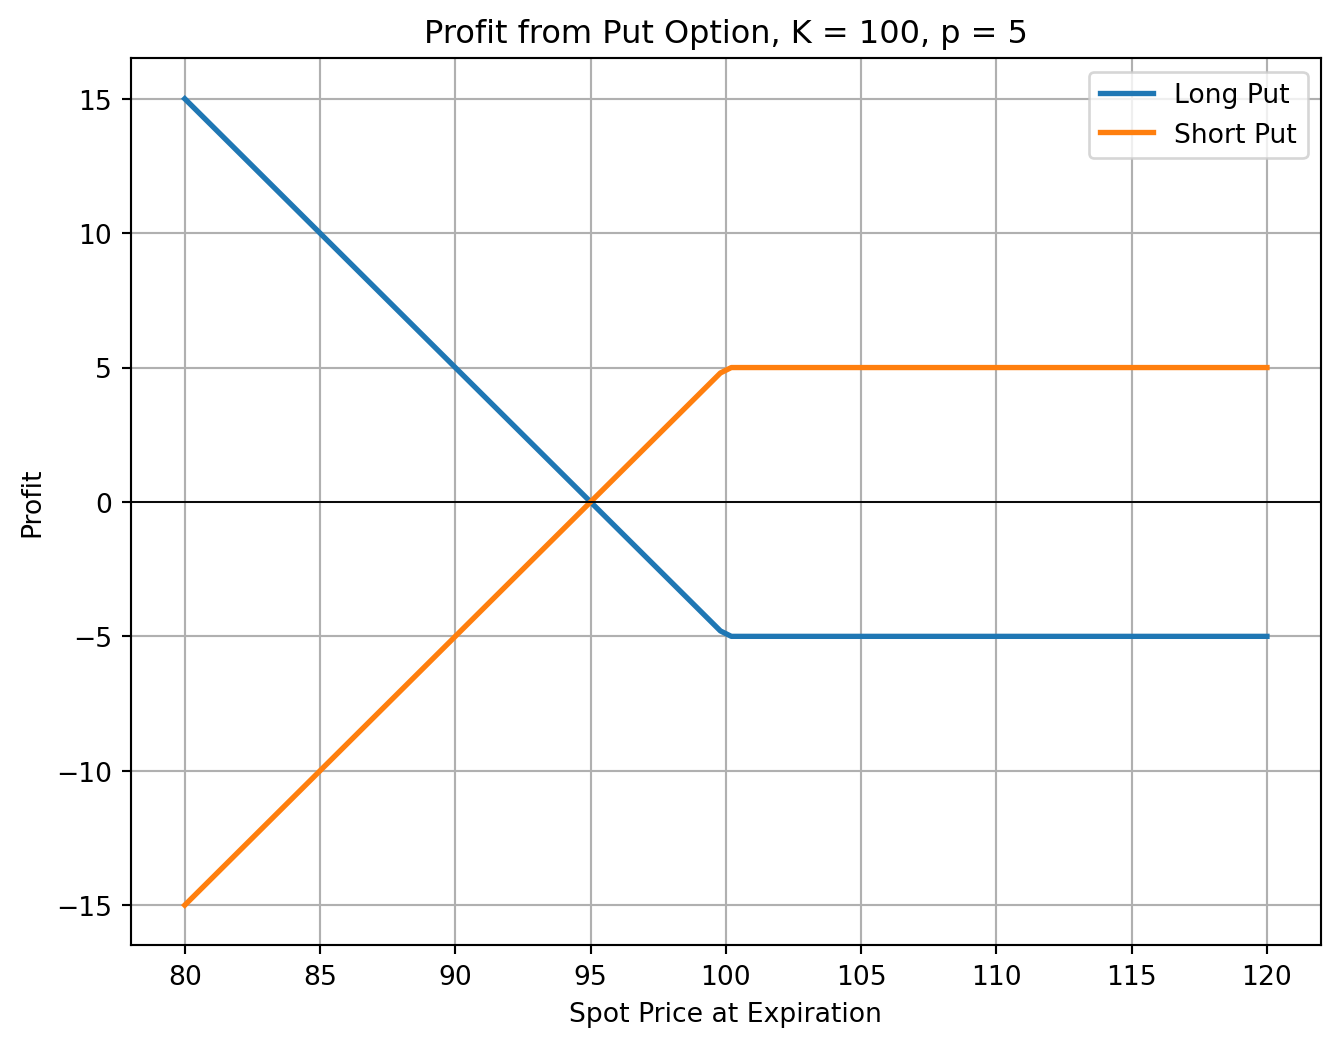 Profit from Put Option, K = 100, p = 5
Long Put
Short Put
15
10
5
0
−5
−10
−15
Profit
80 85 90 95 100 105 110 115 120
Spot Price at Expiration